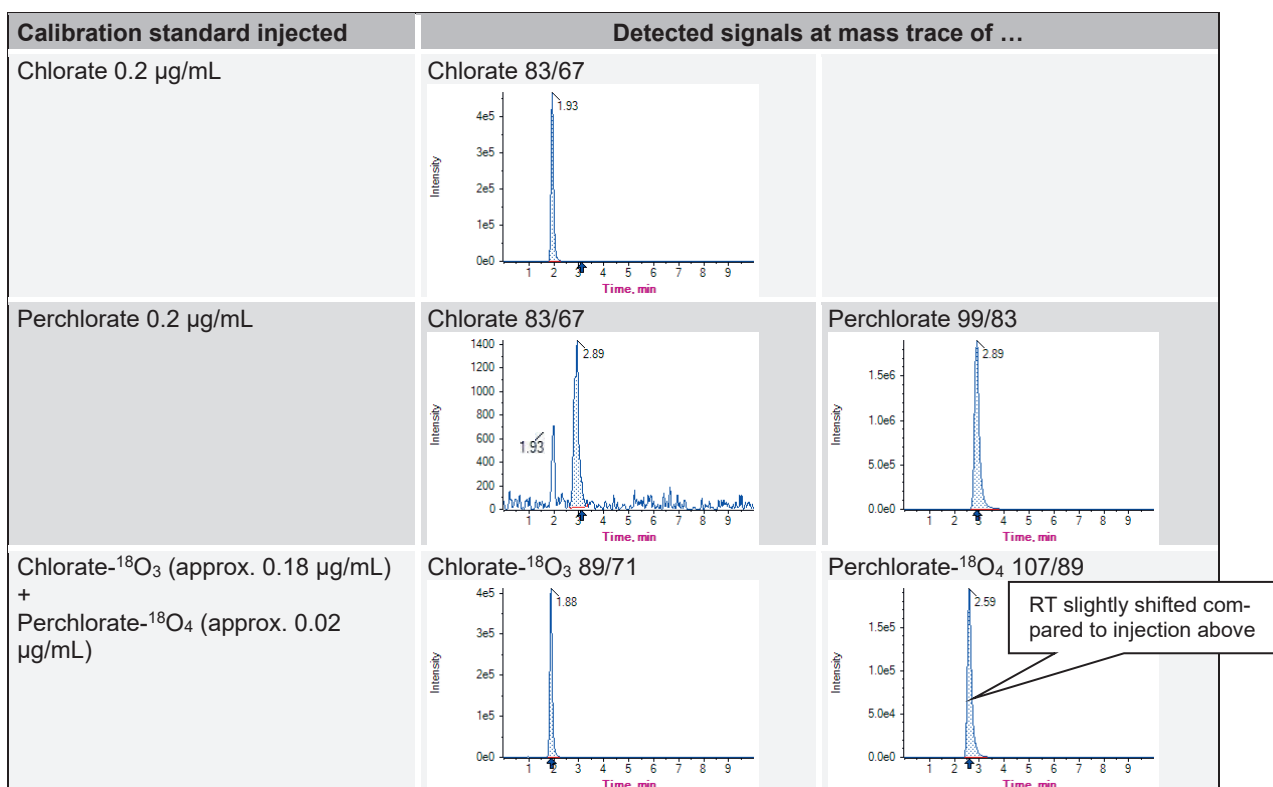 Calibration standard injected
Detected signals at mass trace of …
Chlorate 0.2 µg/mL
Chlorate 83/67
1.93
4e5
3e5
2e5
1e5
0e0
Intensity
1 2 3 4 5 6 7 8 9
Time, min
Perchlorate 0.2 µg/mL
Chlorate 83/67
2.89
1.93
1400
1200
1000
800
600
400
200
0
Intensity
1 2 3 4 5 6 7 8 9
Time, min
Perchlorate 99/83
2.89
1.5e6
1.0e6
5.0e5
0.0e0
Intensity
1 2 3 4 5 6 7 8 9
Time, min
Chlorate-¹⁸O₃ (approx. 0.18 µg/mL)
+
Perchlorate-¹⁸O₄ (approx. 0.02
µg/mL)
Chlorate-¹⁸O₃ 89/71
1.88
4e5
3e5
2e5
1e5
0e0
Intensity
1 2 3 4 5 6 7 8 9
Time, min
Perchlorate-¹⁸O₄ 107/89
2.59
1.5e5
1.0e5
5.0e4
0.0e0
Intensity
1 2 3 4 5 6 7 8 9
Time, min
RT slightly shifted com-
pared to injection above